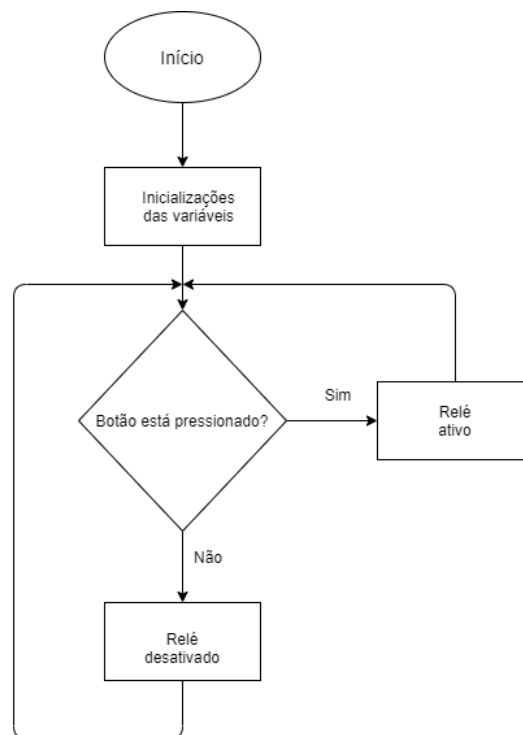 Início
Inicializações
das variáveis
Botão está pressionado?
Sim
Relé
ativo
Não
Relé
desativado